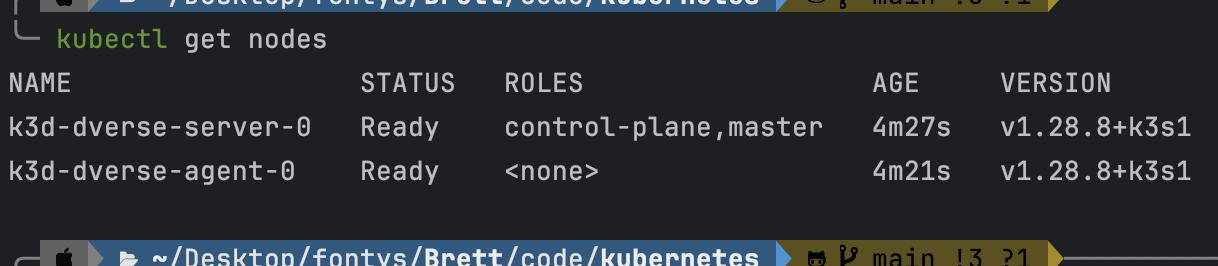 ~/Desktop/fontys/Brett/code/kubernetes main !3 ?1
kubectl get nodes
NAME STATUS ROLES AGE VERSION
k3d-dverse-server-0 Ready control-plane,master 4m27s v1.28.8+k3s1
k3d-dverse-agent-0 Ready <none> 4m21s v1.28.8+k3s1
~/Desktop/fontys/Brett/code/kubernetes main !3 ?1